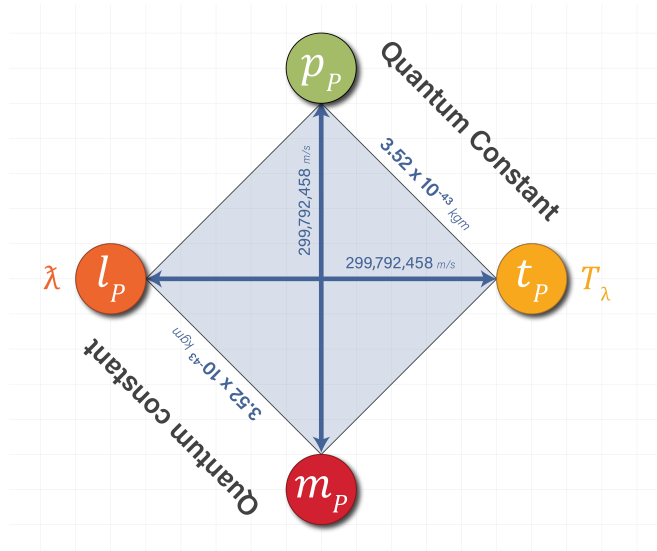 p_P
Quantum Constant
3.52 x 10⁻⁴³ kgm
299,792,458 m/s
299,792,458 m/s
ƛ
l_P
t_P
T_λ
3.52 x 10⁻⁴³ kgm
Quantum constant
m_P